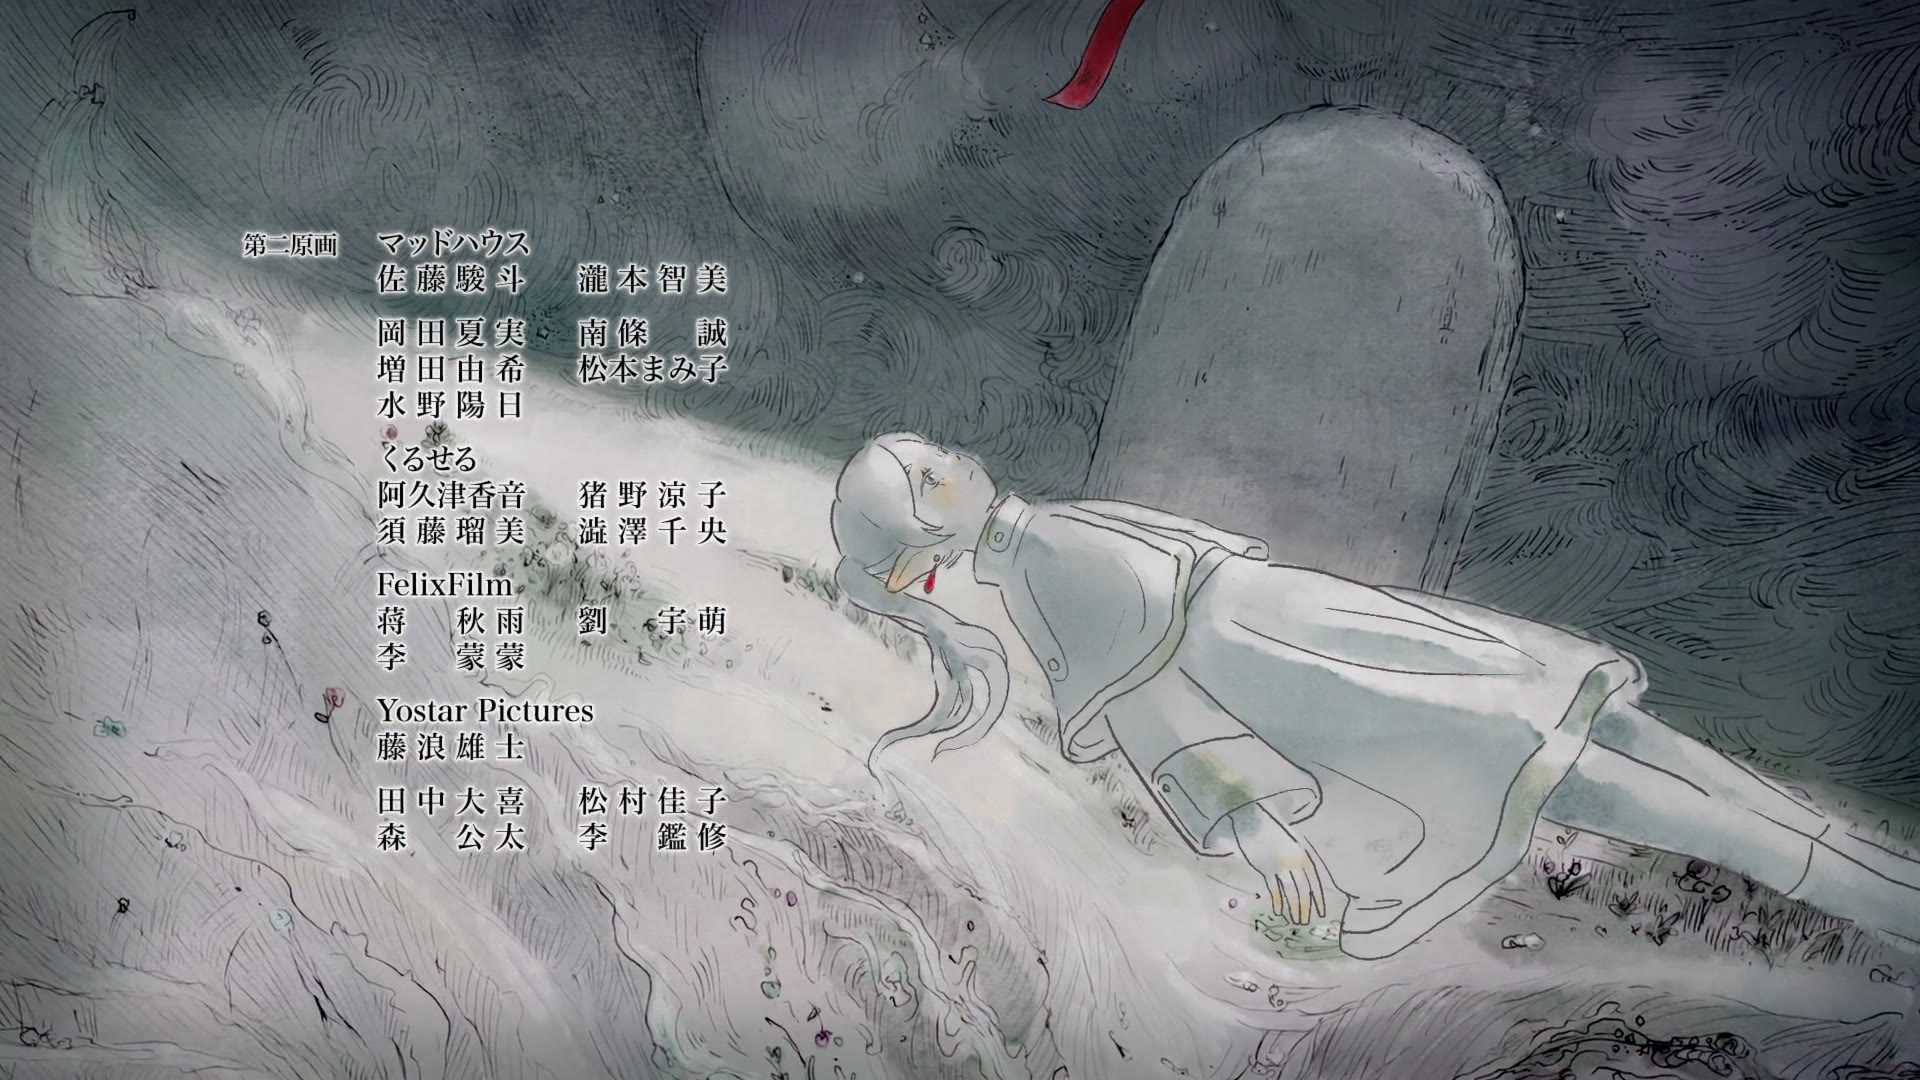 第二原画 マッドハウス
佐藤駿斗 瀧本智美
岡田夏実 南條 誠
増田由希 松本まみ子
水野陽日
くるせる
阿久津香音 猪野涼子
須藤瑠美 澁澤千央
FelixFilm
蒋 秋雨 劉 宇萌
李 蒙蒙
Yostar Pictures
藤浪雄士
田中大喜 松村佳子
森 公太 李 鑑修